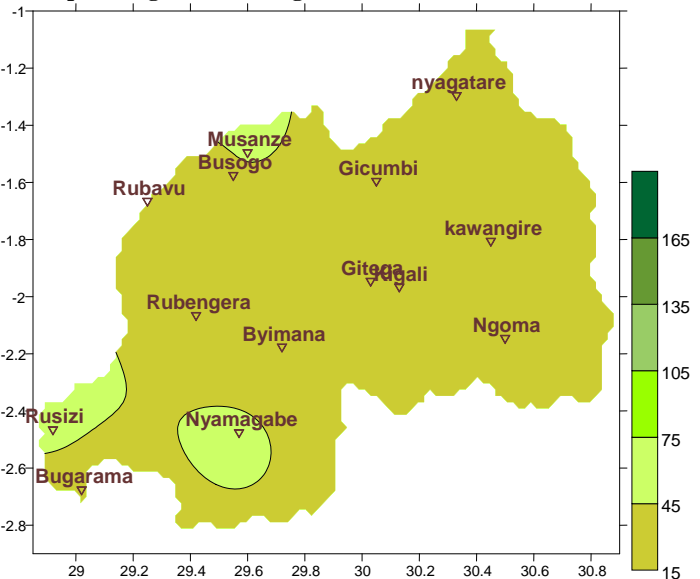 -1
-1.2
nyagatare
-1.4
Musanze
Busogo
Gicumbi
-1.6
Rubavu
kawangire
-1.8
165
Gitega
Kigali
-2
Rubengera
135
Ngoma
Byimana
-2.2
105
-2.4
Rusizi
Nyamagabe
75
-2.6
Bugarama
45
-2.8
15
29 29.2 29.4 29.6 29.8 30 30.2 30.4 30.6 30.8